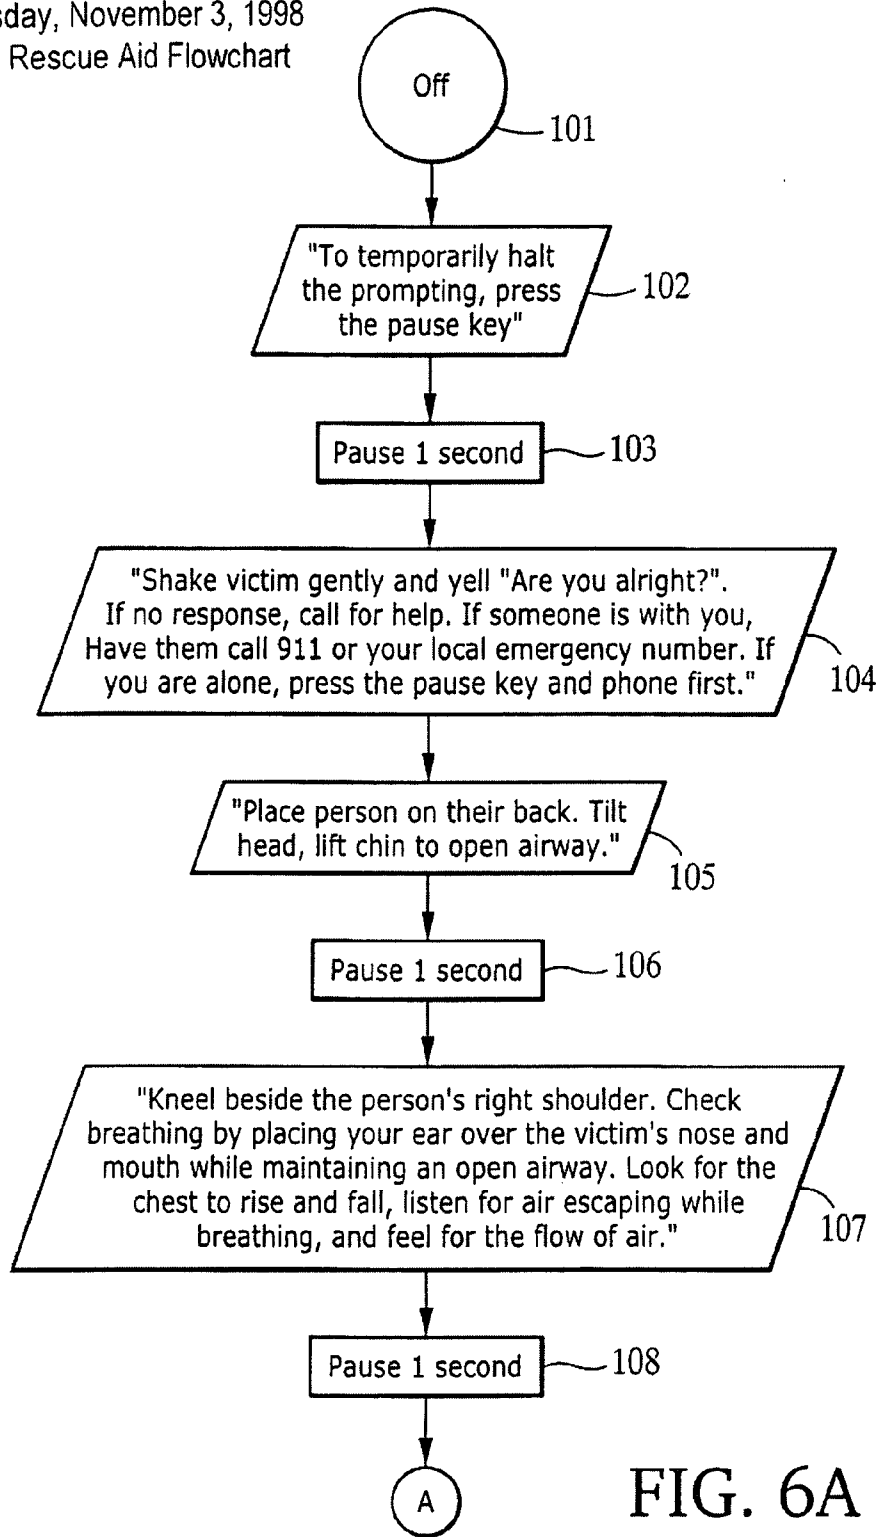 November 3, 1998
Rescue Aid Flowchart
Off
101
"To temporarily halt
the prompting, press
the pause key"
102
Pause 1 second
103
"Shake victim gently and yell "Are you alright?".
If no response, call for help. If someone is with you,
Have them call 911 or your local emergency number. If
you are alone, press the pause key and phone first."
104
"Place person on their back. Tilt
head, lift chin to open airway."
105
Pause 1 second
106
"Kneel beside the person's right shoulder. Check
breathing by placing your ear over the victim's nose and
mouth while maintaining an open airway. Look for the
chest to rise and fall, listen for air escaping while
breathing, and feel for the flow of air."
107
Pause 1 second
108
A
FIG. 6A